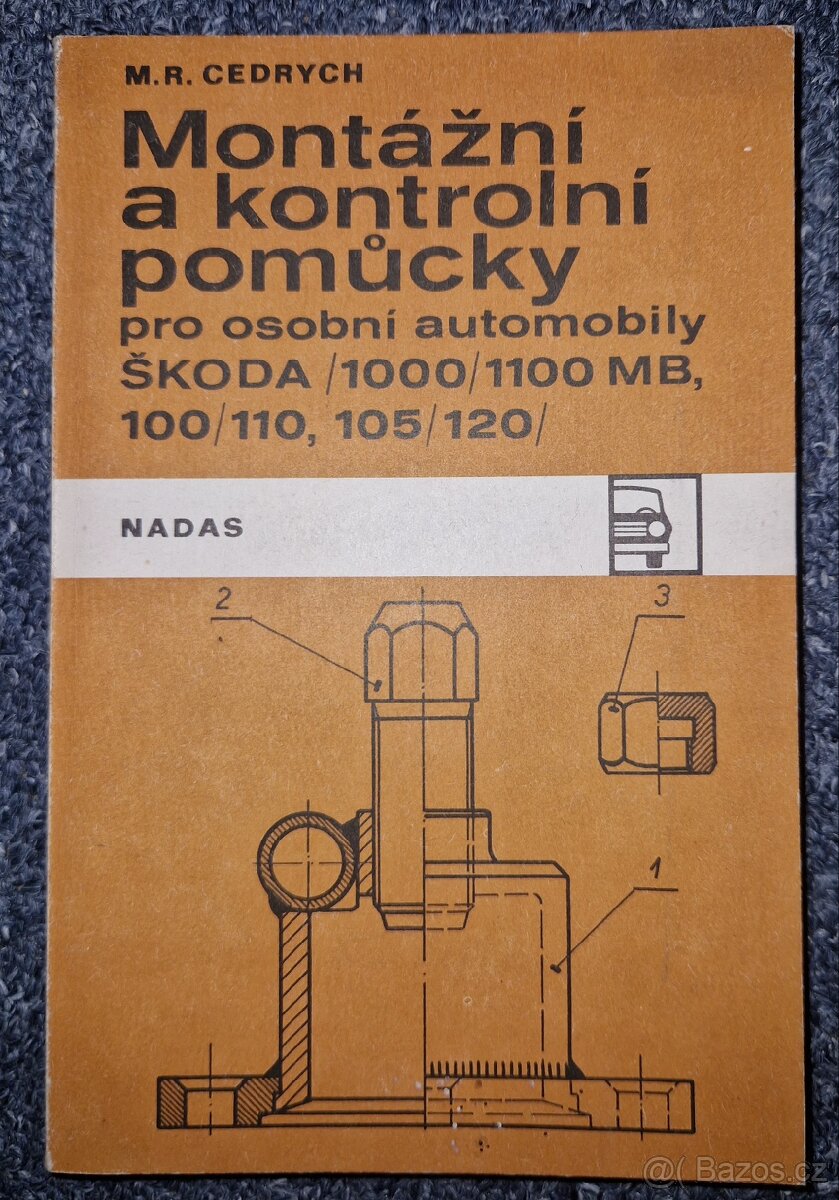 M.R. CEDRYCH
Montážní
a kontrolní
pomůcky
pro osobní automobily
ŠKODA /1000/1100 MB,
100/110, 105/120/
NADAS
2
3
1
@( Bazos.cz